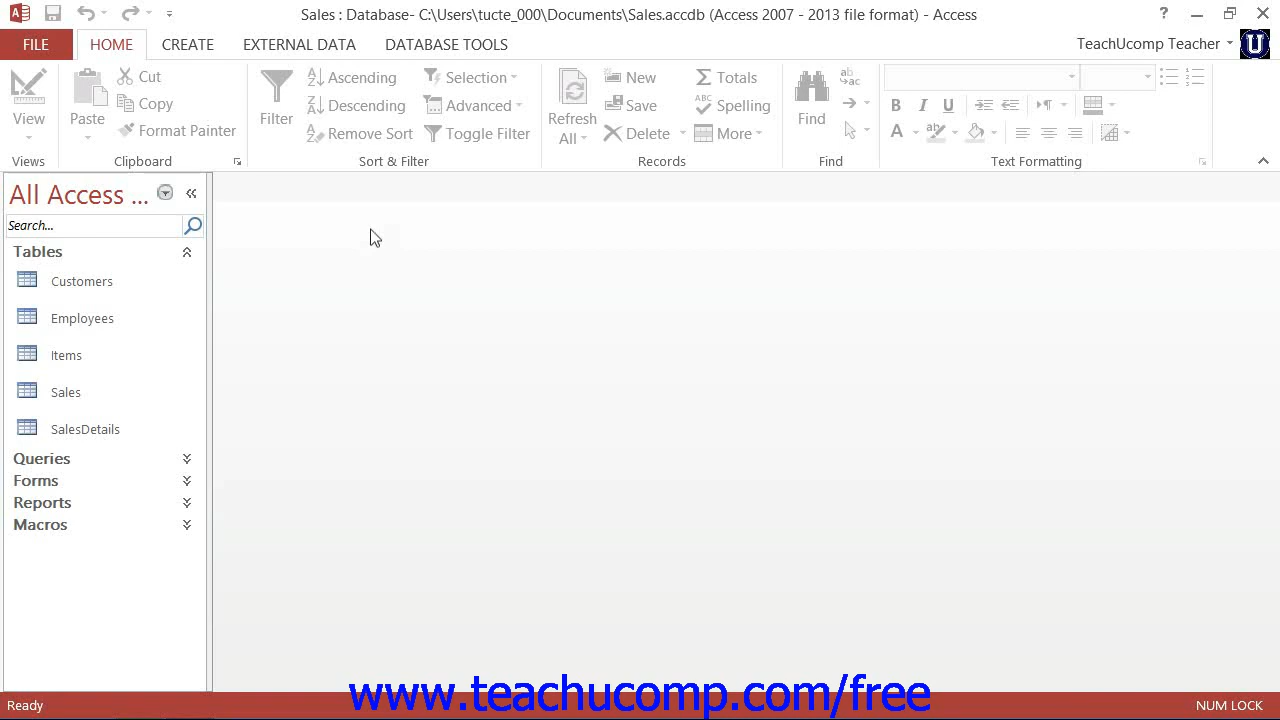 Sales : Database- C:\Users\tucte_000\Documents\Sales.accdb (Access 2007 - 2013 file format) - Access
?
FILE HOME CREATE EXTERNAL DATA DATABASE TOOLS TeachUcomp Teacher U
View
Views
Paste
Cut
Copy
Format Painter
Clipboard
Filter
Ascending
Descending
Remove Sort
Selection
Advanced
Toggle Filter
Sort & Filter
Refresh
All
New
Save
Delete
Totals
Spelling
More
Records
Find
Find
B I U
A
Text Formatting
All Access ...
Search...
Tables
Customers
Employees
Items
Sales
SalesDetails
Queries
Forms
Reports
Macros
www.teachucomp.com/free
Ready NUM LOCK